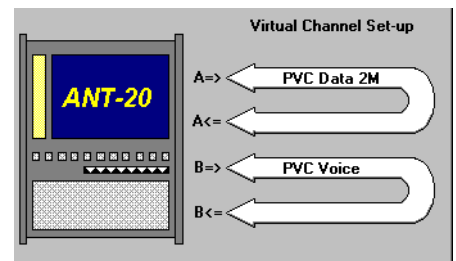 Virtual Channel Set-up
ANT-20
A=>
PVC Data 2M
A<=
B=>
PVC Voice
B<=